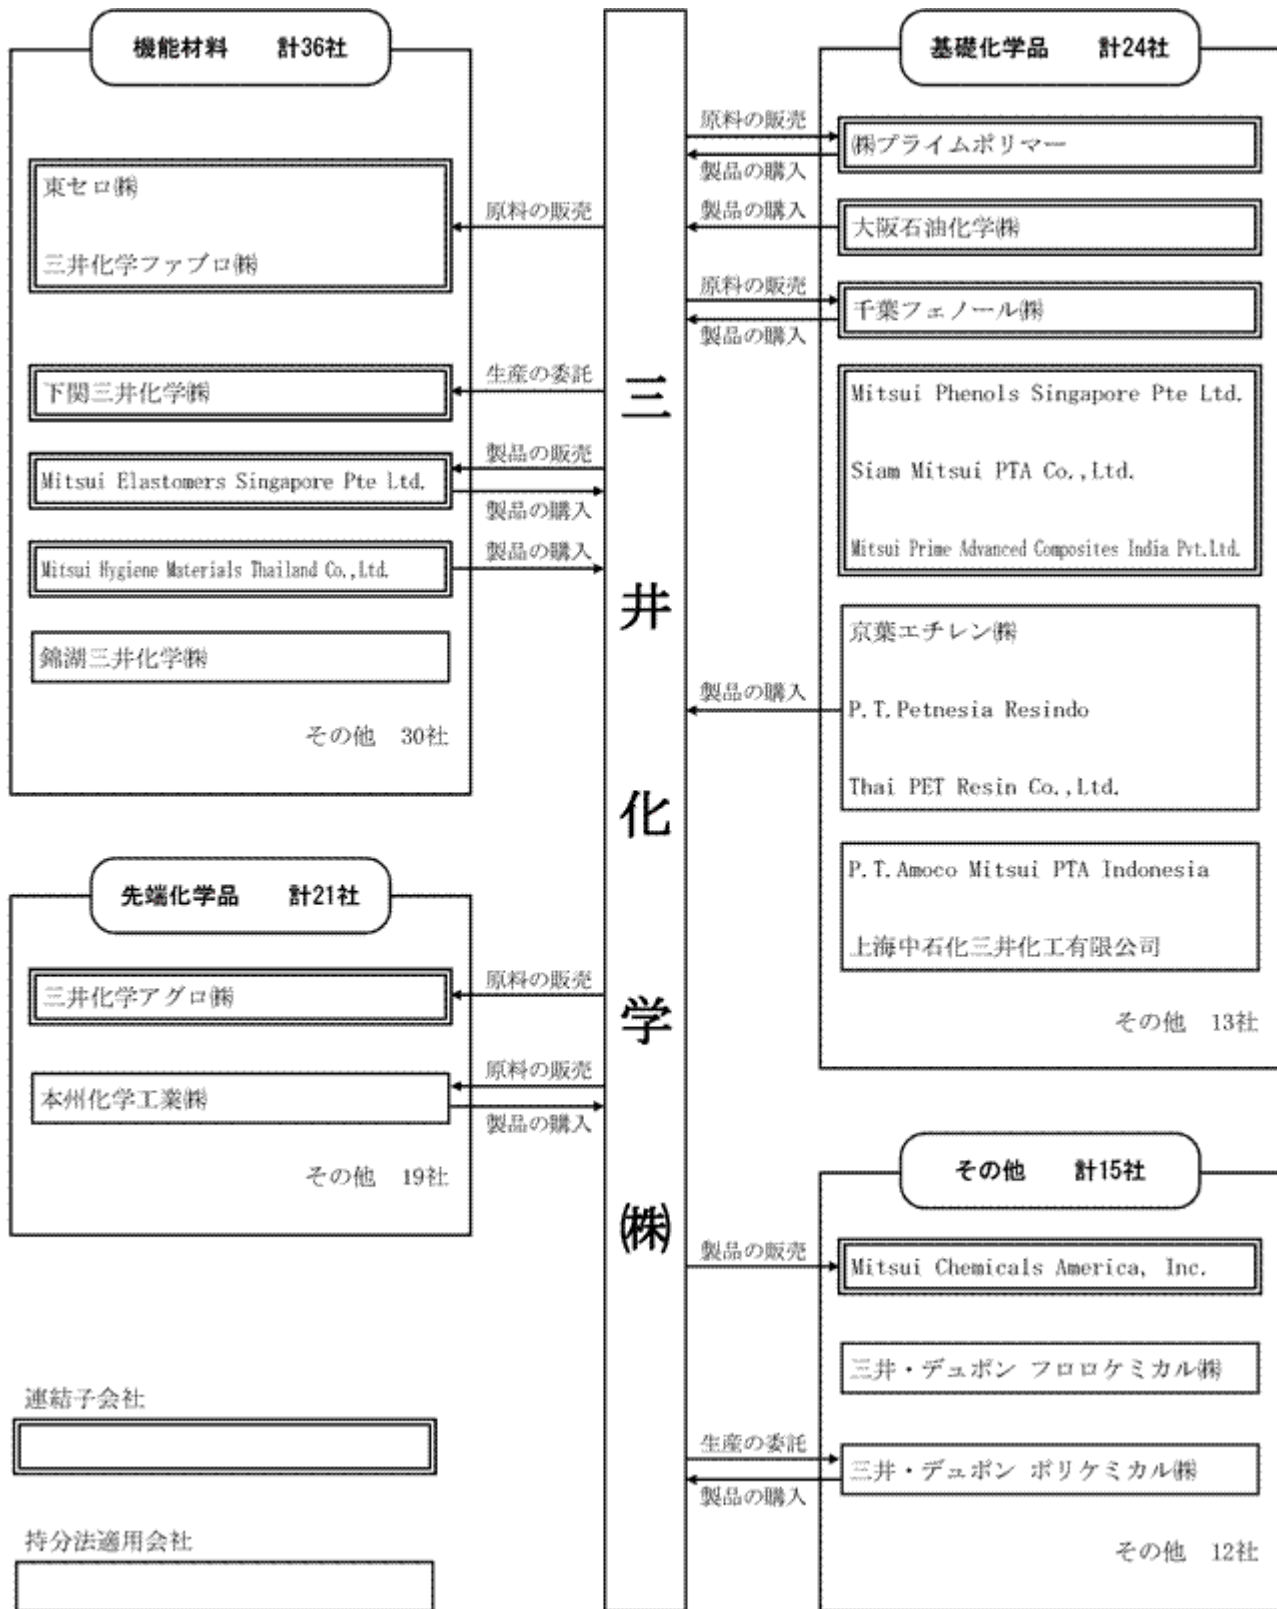 機能材料　計36社
東セロ㈱
三井化学ファブロ㈱
原料の販売
下関三井化学㈱
生産の委託
Mitsui Elastomers Singapore Pte Ltd.
製品の販売
製品の購入
Mitsui Hygiene Materials Thailand Co.,Ltd.
製品の購入
錦湖三井化学㈱
その他　30社
先端化学品　計21社
三井化学アグロ㈱
原料の販売
本州化学工業㈱
原料の販売
製品の購入
その他　19社
連結子会社
持分法適用会社
三井化学㈱
基礎化学品　計24社
原料の販売
㈱プライムポリマー
製品の購入
製品の購入
大阪石油化学㈱
原料の販売
千葉フェノール㈱
製品の購入
Mitsui Phenols Singapore Pte Ltd.
Siam Mitsui PTA Co.,Ltd.
Mitsui Prime Advanced Composites India Pvt.Ltd.
京葉エチレン㈱
製品の購入
P.T.Petnesia Resindo
Thai PET Resin Co.,Ltd.
P.T.Amoco Mitsui PTA Indonesia
上海中石化三井化工有限公司
その他　13社
その他　計15社
製品の販売
Mitsui Chemicals America, Inc.
三井・デュポン フロロケミカル㈱
生産の委託
三井・デュポン ポリケミカル㈱
製品の購入
その他　12社